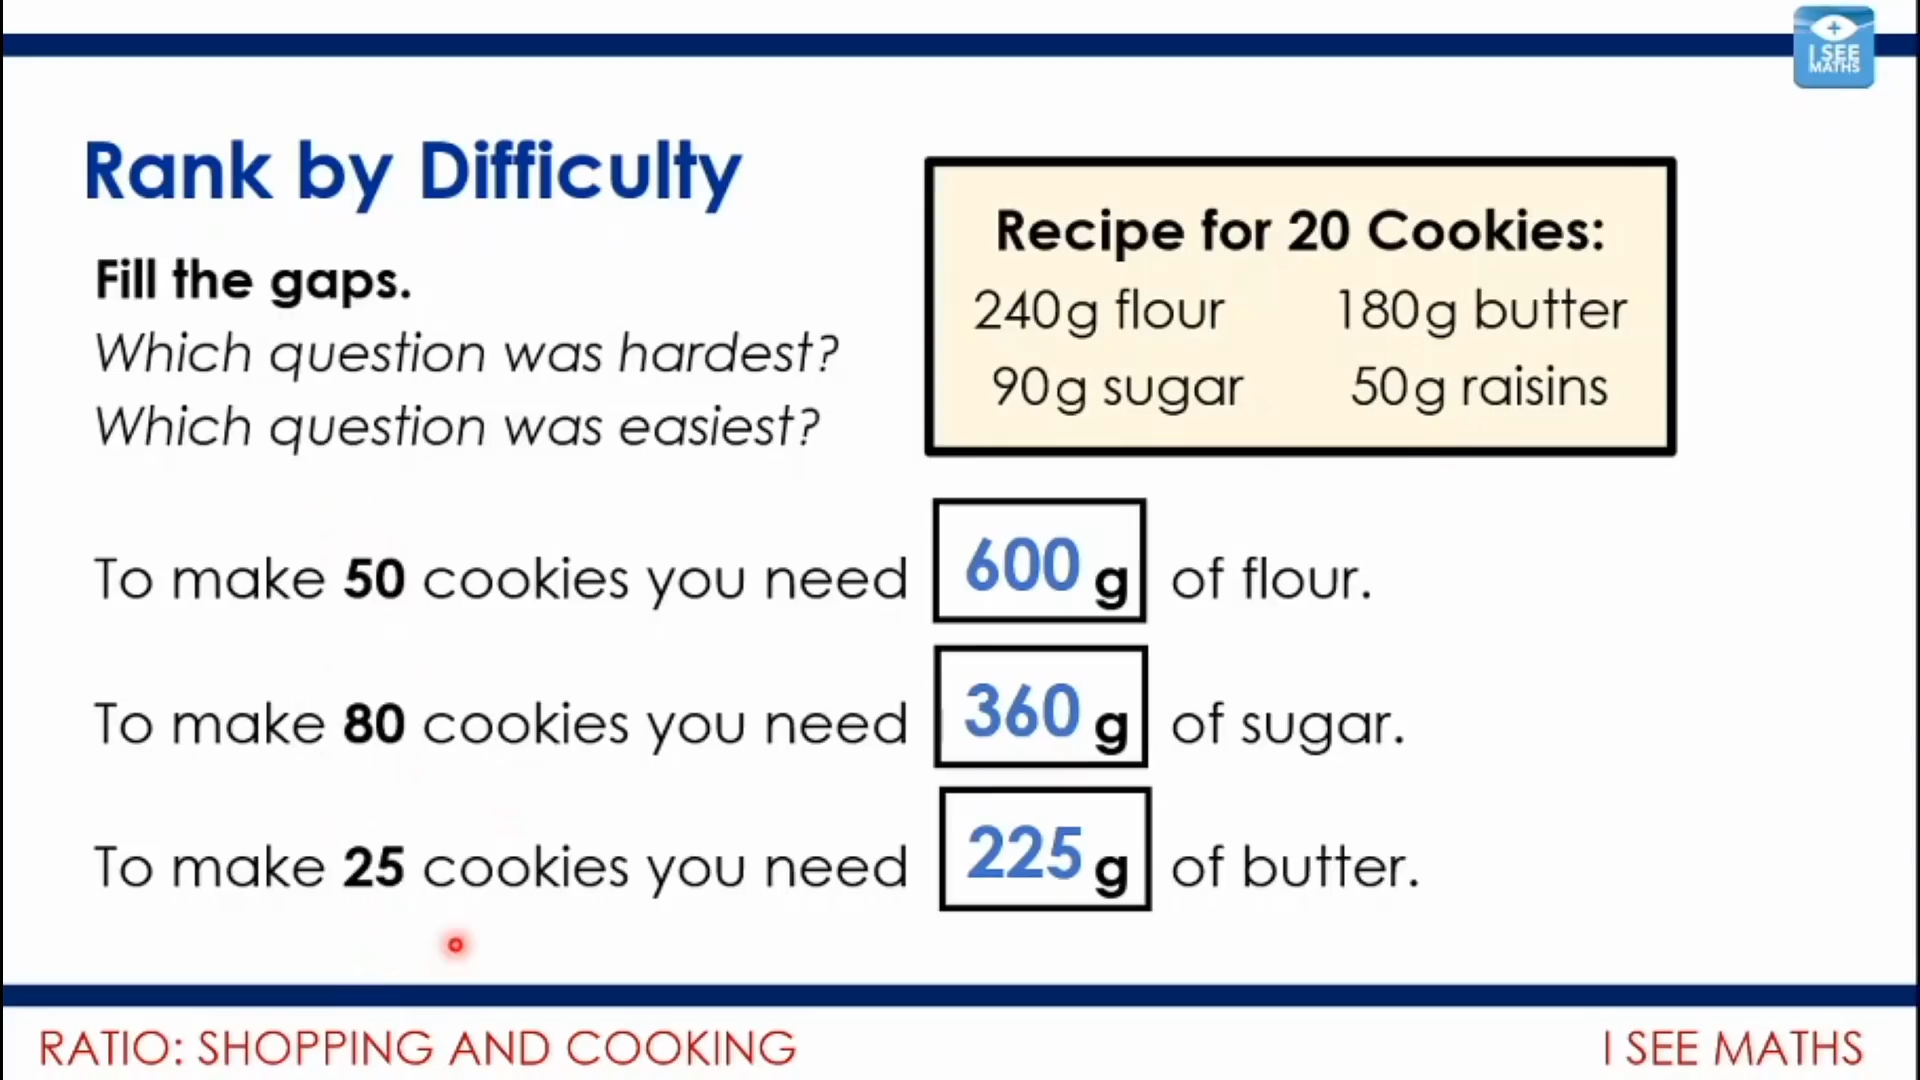 I SEE
MATHS
Rank by Difficulty
Fill the gaps.
Which question was hardest?
Which question was easiest?
Recipe for 20 Cookies:
240g flour 180g butter
90g sugar 50g raisins
To make 50 cookies you need 600 g of flour.
To make 80 cookies you need 360 g of sugar.
To make 25 cookies you need 225 g of butter.
RATIO: SHOPPING AND COOKING I SEE MATHS